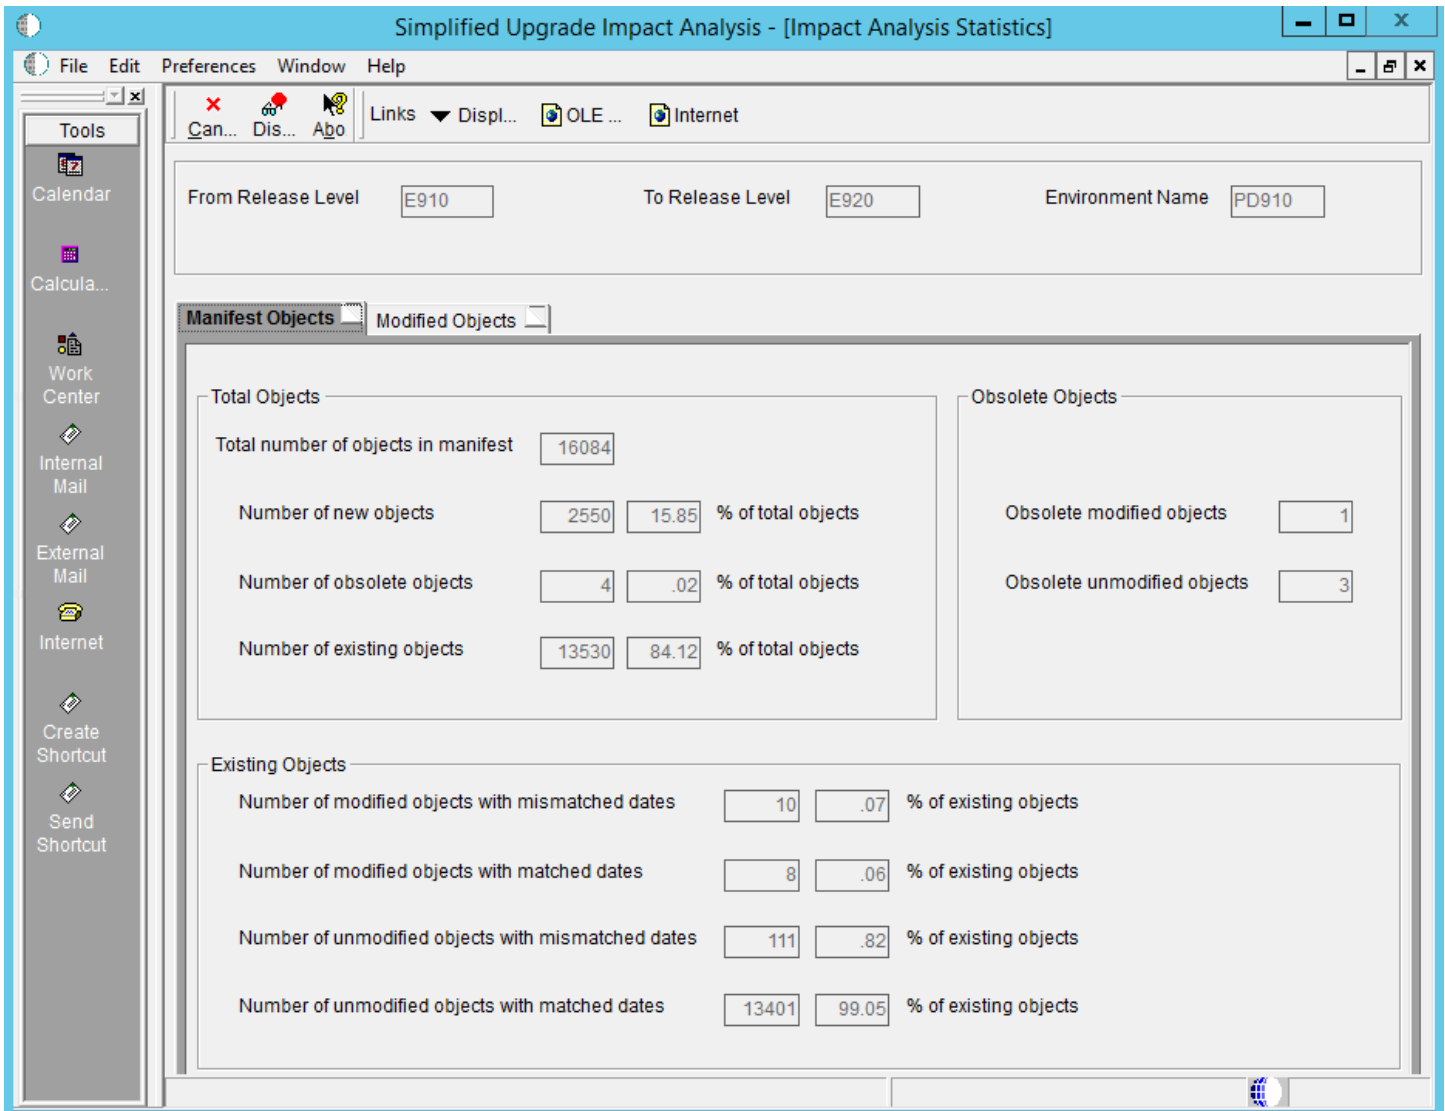 Simplified Upgrade Impact Analysis - [Impact Analysis Statistics]
File Edit Preferences Window Help
Tools
Calendar
Calcula...
Work
Center
Internal
Mail
External
Mail
Internet
Create
Shortcut
Send
Shortcut
Can... Dis... Abo Links Displ... OLE ... Internet
From Release Level E910 To Release Level E920 Environment Name PD910
Manifest Objects Modified Objects
Total Objects
Total number of objects in manifest 16084
Number of new objects 2550 15.85 % of total objects
Number of obsolete objects 4 .02 % of total objects
Number of existing objects 13530 84.12 % of total objects
Obsolete Objects
Obsolete modified objects 1
Obsolete unmodified objects 3
Existing Objects
Number of modified objects with mismatched dates 10 .07 % of existing objects
Number of modified objects with matched dates 8 .06 % of existing objects
Number of unmodified objects with mismatched dates 111 .82 % of existing objects
Number of unmodified objects with matched dates 13401 99.05 % of existing objects